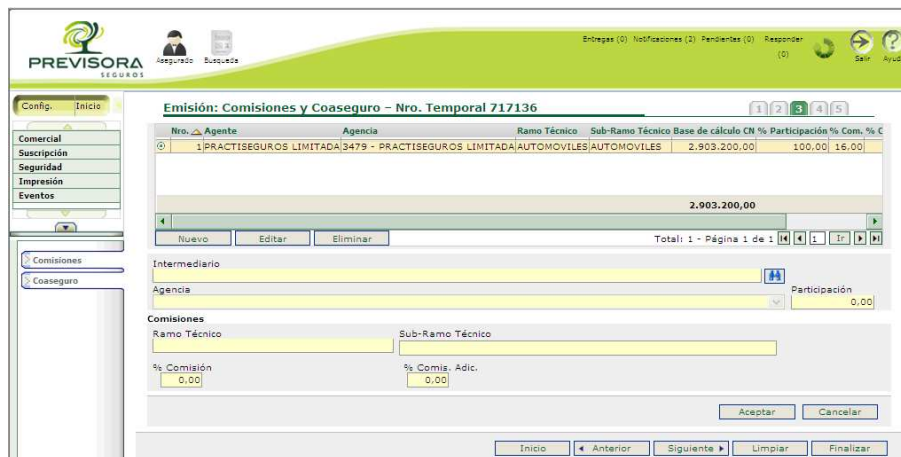 PREVISORA
SEGUROS
Asegurado Busqueda
Entregas (0) Notificaciones (2) Pendientes (0) Responder (0)
Salir Ayud
Config. Inicio
Comercial
Suscripción
Seguridad
Impresión
Eventos
Comisiones
Coaseguro
Emisión: Comisiones y Coaseguro – Nro. Temporal 717136
1 2 3 4 5
Nro. Agente Agencia Ramo Técnico Sub-Ramo Técnico Base de cálculo CN % Participación % Com. % C
1 PRACTISEGUROS LIMITADA 3479 - PRACTISEGUROS LIMITADA AUTOMOVILES AUTOMOVILES 2.903.200,00 100,00 16.00
2.903.200,00
Nuevo Editar Eliminar Total: 1 - Página 1 de 1 1 Ir
Intermediario
Agencia Participación
0,00
Comisiones
Ramo Técnico Sub-Ramo Técnico
% Comisión % Comis. Adic.
0,00 0,00
Aceptar Cancelar
Inicio Anterior Siguiente Limpiar Finalizar